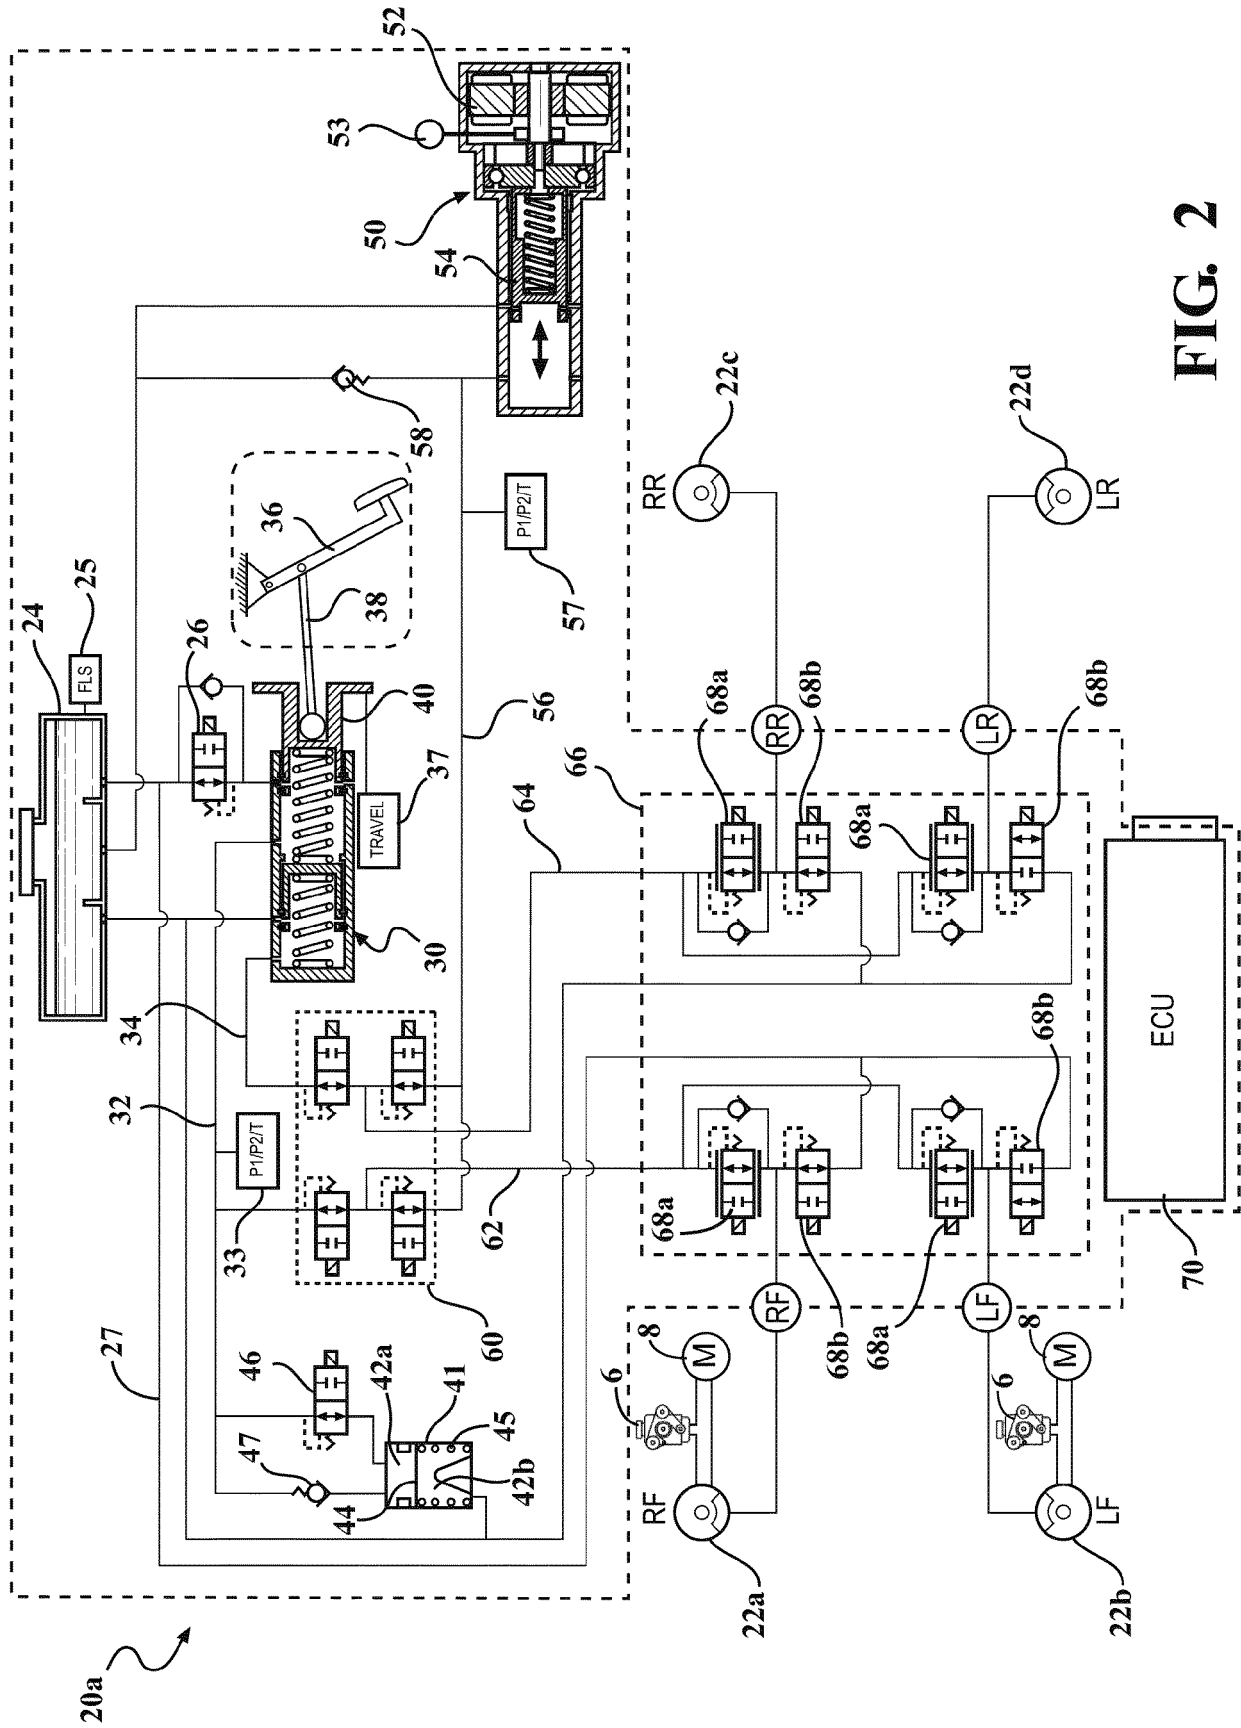 20a
24
52
FLS
25
27
32
34
26
53
P1/P2/T
33
46
47
36
38
50
44
42a
TRAVEL
40
58
54
41
30
37
45
60
62
42b
64
56
P1/P2/T
57
66
6
8
M
RF
RR
22a
68a
68a
22c
RF
RR
68b
68b
68a
68a
6
8
LF
LR
22d
68b
68b
M
LF
LR
22b
ECU
70
FIG. 2